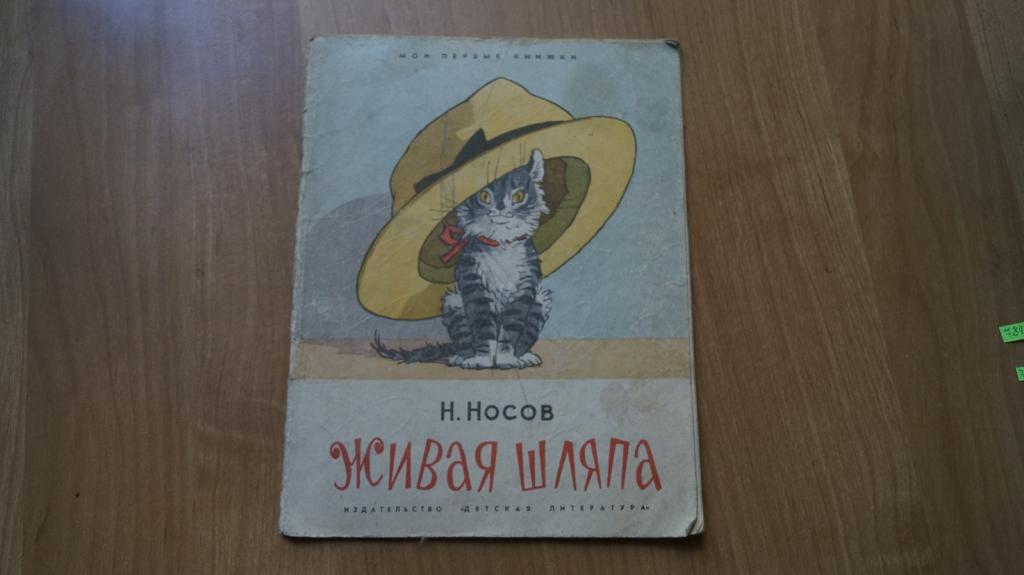 МОИ ПЕРВЫЕ КНИЖКИ
Н. Носов
ЖИВАЯ ШЛЯПА
ИЗДАТЕЛЬСТВО «ДЕТСКАЯ ЛИТЕРАТУРА»